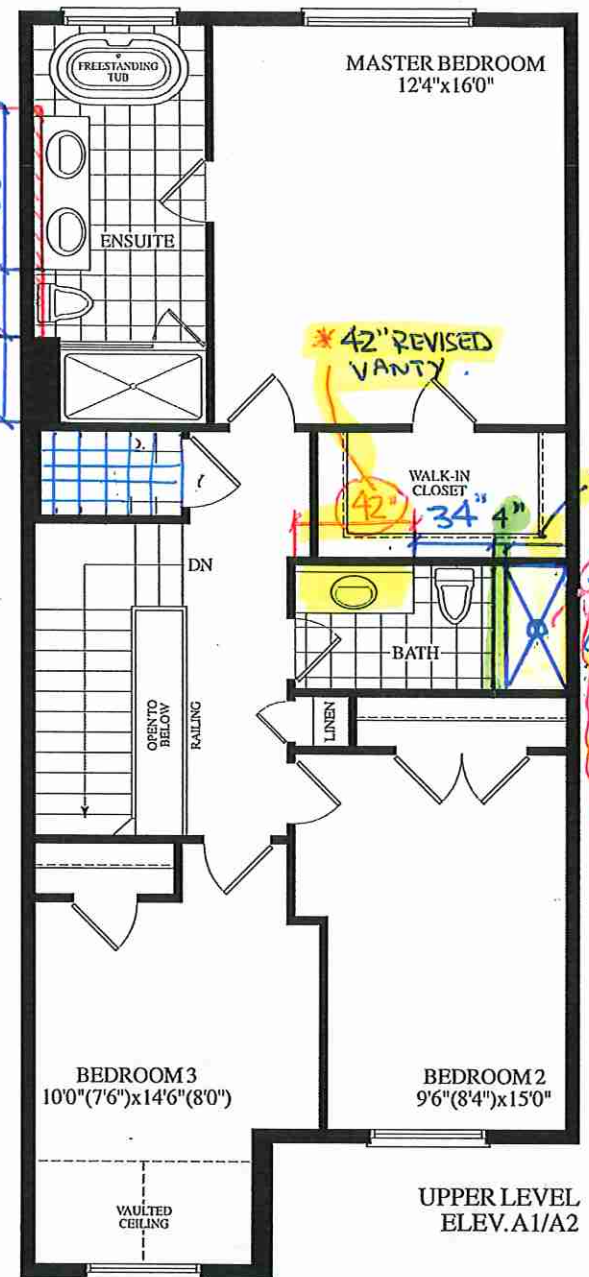 FREESTANDING
TUB
MASTER BEDROOM
12'4"x16'0"
ENSUITE
* 42" REVISED
VANTY
WALK-IN
CLOSET
42" 34" 4"
DN
BATH
OPEN TO
BELOW
RAILING
LINEN
BEDROOM 3
10'0"(7'6")x14'6"(8'0")
BEDROOM 2
9'6"(8'4")x15'0"
VAULTED
CEILING
UPPER LEVEL
ELEV. A1/A2